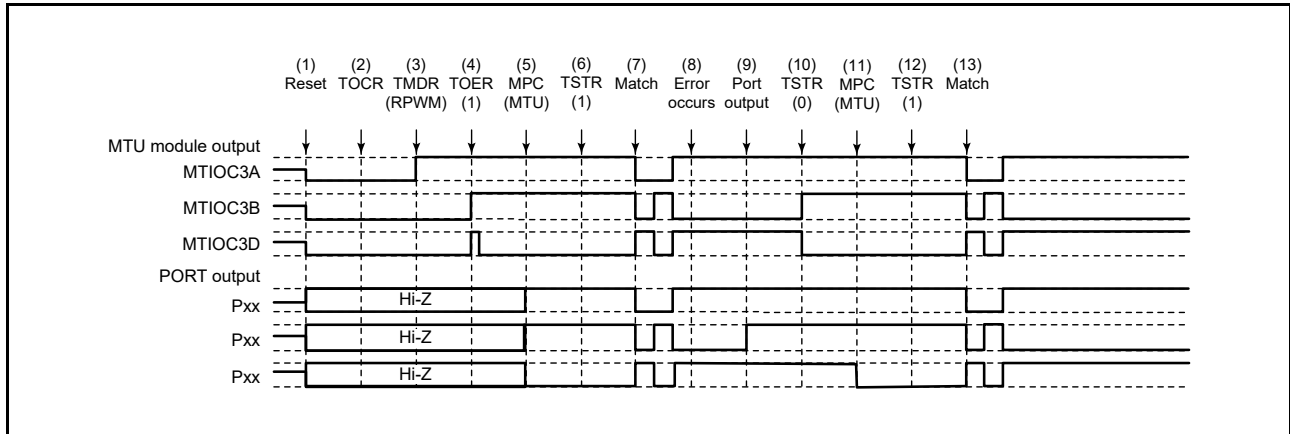 (1) (2) (3) (4) (5) (6) (7) (8) (9) (10) (11) (12) (13)
Reset TOCR TMDR TOER MPC TSTR Match Error Port TSTR MPC TSTR Match
(RPWM) (1) (MTU) (1) occurs output (0) (MTU) (1)
MTU module output
MTIOC3A
MTIOC3B
MTIOC3D
PORT output
Pxx Hi-Z
Pxx Hi-Z
Pxx Hi-Z